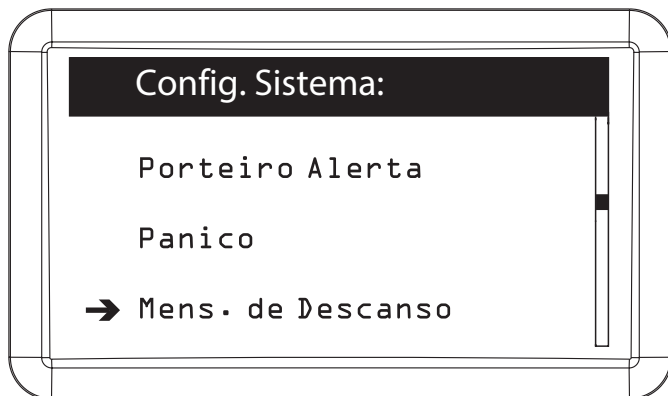 Config. Sistema:
Porteiro Alerta
Panico
Mens. de Descanso